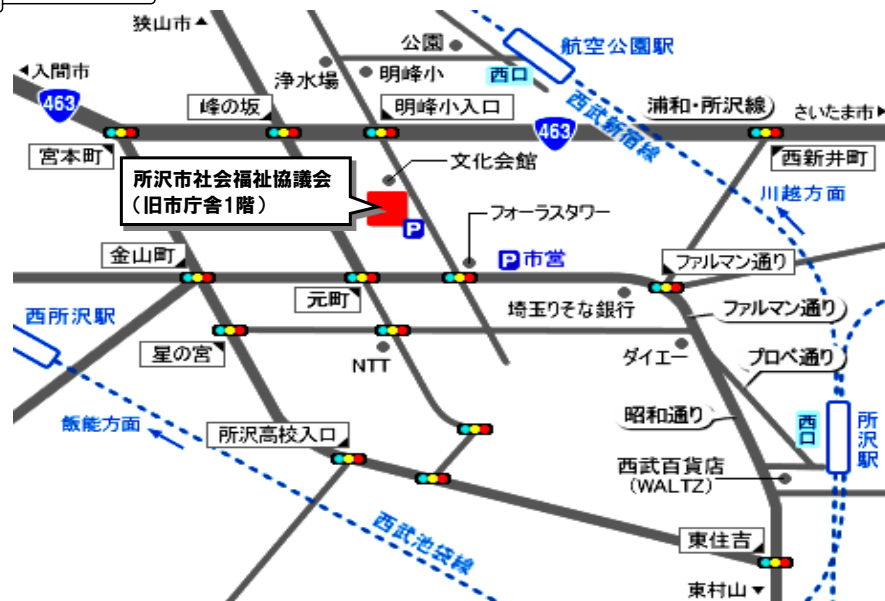 狭山市▲
公園
航空公園駅
◀入間市
浄水場
明峰小
西口
463
峰の坂
明峰小入口
西武新宿線
浦和・所沢線
さいたま市▶
463
宮本町
文化会館
西新井町
所沢市社会福祉協議会
（旧市庁舎1階）
川越方面
P
フォーラスタワー
金山町
P市営
ファルマン通り
元町
埼玉りそな銀行
ファルマン通り
西所沢駅
星の宮
NTT
ダイエー
プロペ通り
飯能方面
所沢高校入口
昭和通り
西口
所沢駅
西武百貨店
（WALTZ）
西武池袋線
東住吉
東村山▼